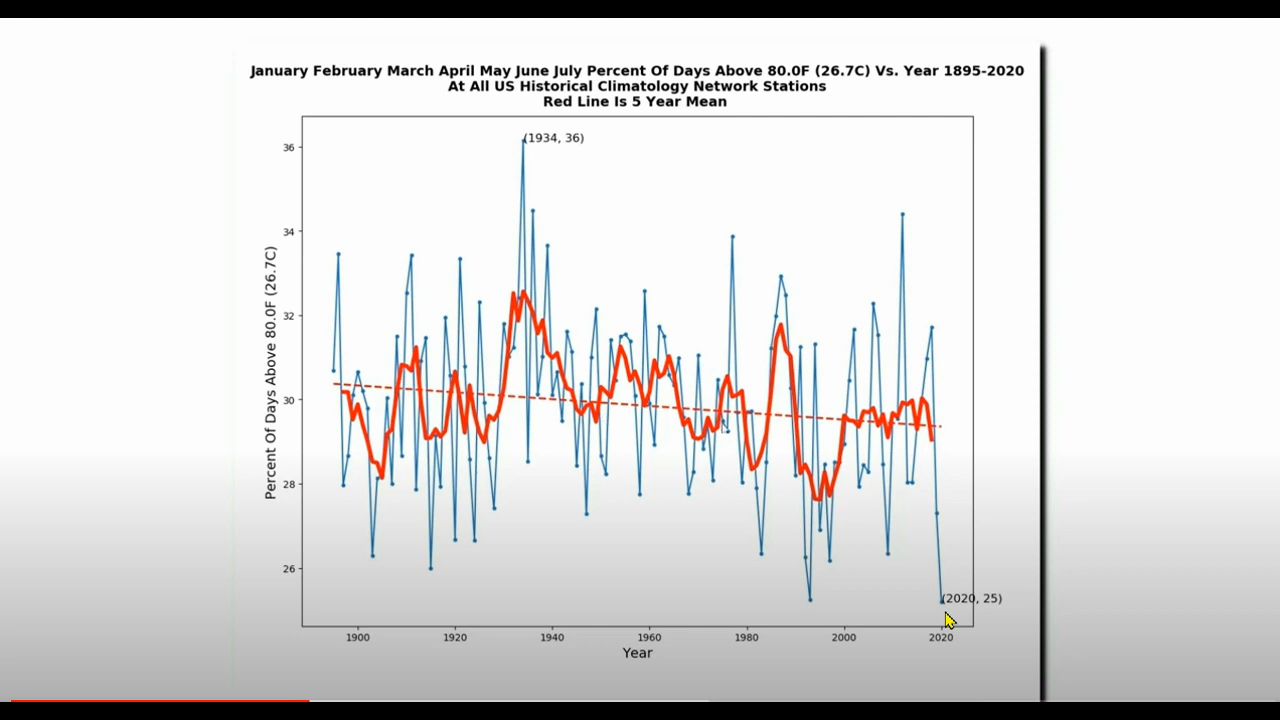 January February March April May June July Percent Of Days Above 80.0F (26.7C) Vs. Year 1895-2020
At All US Historical Climatology Network Stations
Red Line Is 5 Year Mean
(1934, 36)
36
34
32
30
28
26
Percent Of Days Above 80.0F (26.7C)
(2020, 25)
1900 1920 1940 1960 1980 2000 2020
Year